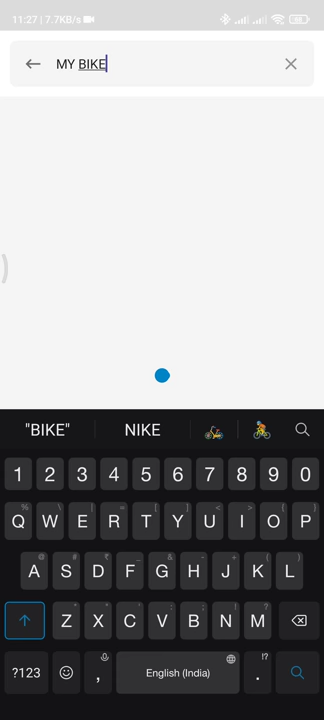 11:27 | 7.7KB/s
68
MY BIKE
"BIKE" NIKE
1 2 3 4 5 6 7 8 9 0
% \ | = [ ] < > { }
Q W E R T Y U I O P
@ # ₹ _ & - + ( )
A S D F G H J K L
* " ' : ; ! ?
Z X C V B N M
?123 , English (India) !? .